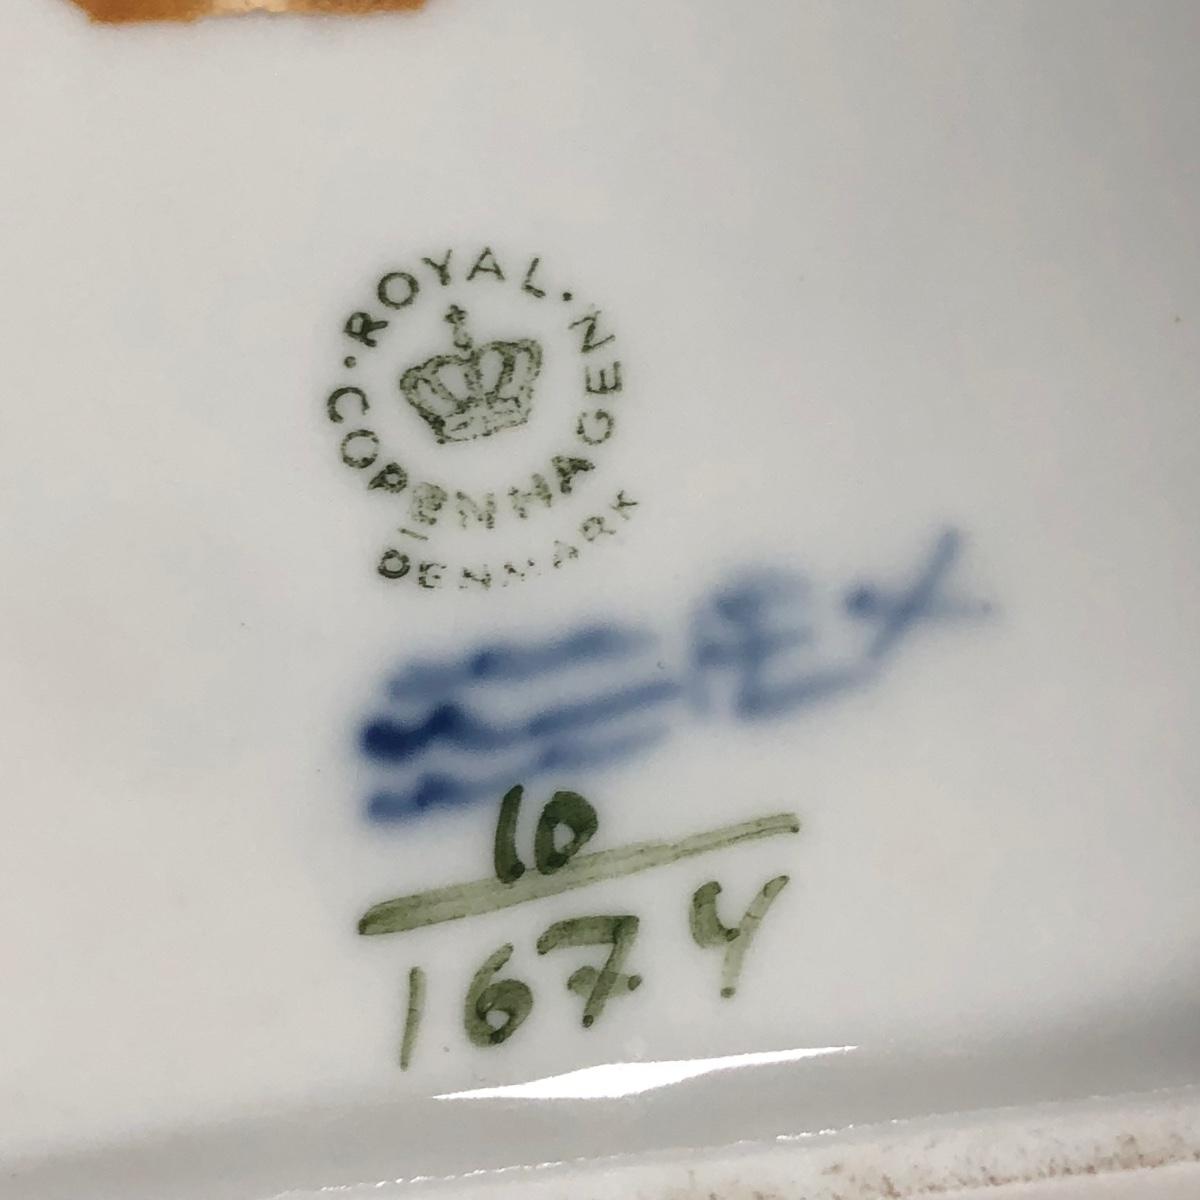 ROYAL · COPENHAGEN ·
DENMARK
10
1674